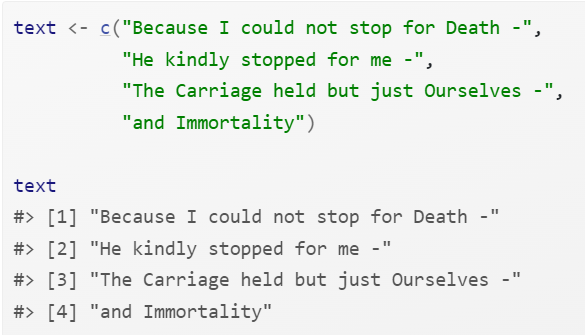 text <- c("Because I could not stop for Death -",
"He kindly stopped for me -",
"The Carriage held but just Ourselves -",
"and Immortality")
text
#> [1] "Because I could not stop for Death -"
#> [2] "He kindly stopped for me -"
#> [3] "The Carriage held but just Ourselves -"
#> [4] "and Immortality"